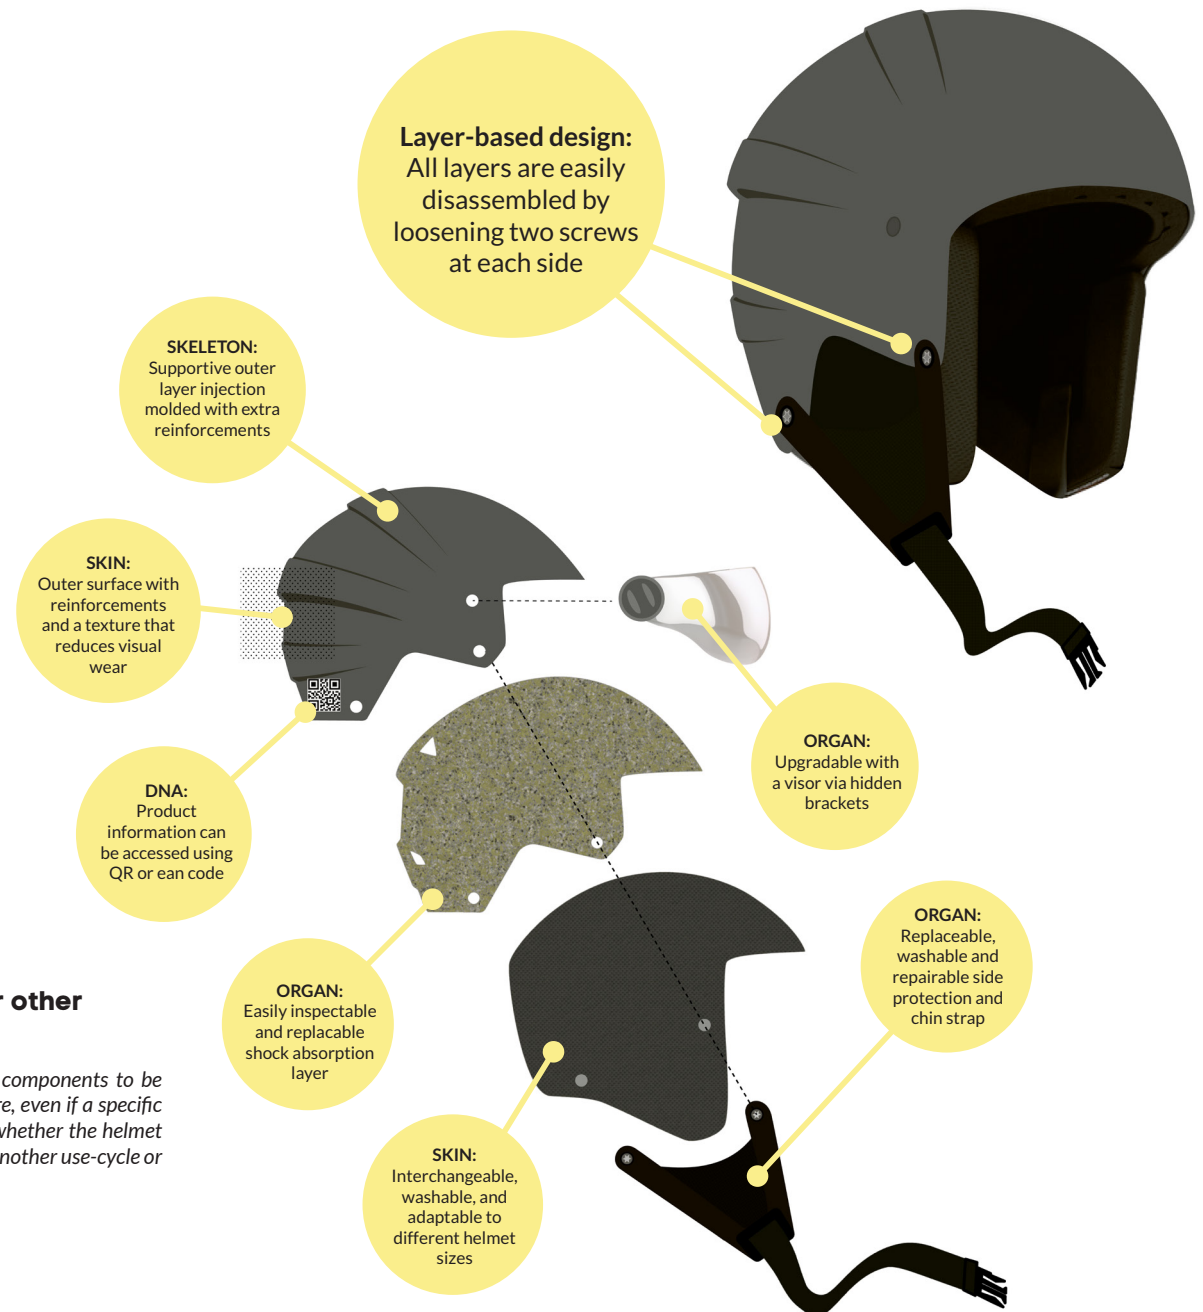 Layer-based design:
All layers are easily
disassembled by
loosening two screws
at each side
SKELETON:
Supportive outer
layer injection
molded with extra
reinforcements
SKIN:
Outer surface with
reinforcements
and a texture that
reduces visual
wear
DNA:
Product
information can
be accessed using
QR or ean code
ORGAN:
Upgradable with
a visor via hidden
brackets
ORGAN:
Easily inspectable
and replacable
shock absorption
layer
ORGAN:
Replaceable,
washable and
repairable side
protection and
chin strap
SKIN:
Interchangeable,
washable, and
adaptable to
different helmet
sizes
other
components to be
even if a specific
whether the helmet
another use-cycle or